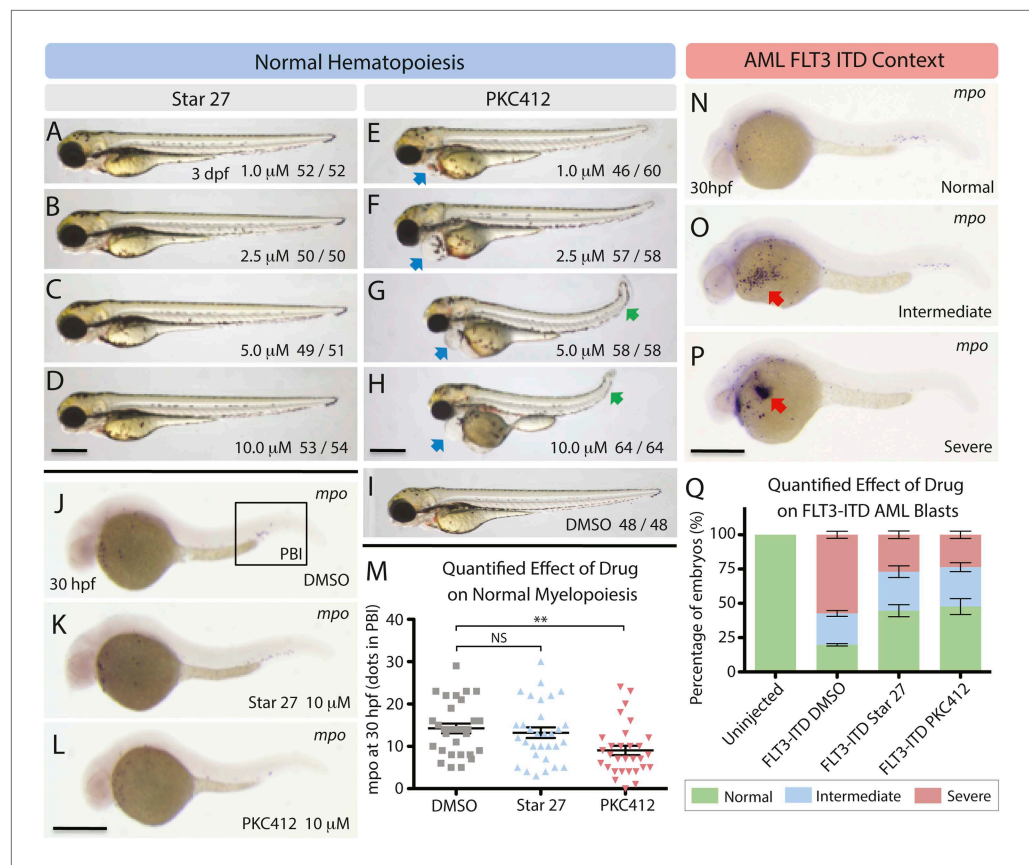 Normal Hematopoiesis
Star 27
PKC412
A
3 dpf
1.0 μM 52 / 52
B
2.5 μM 50 / 50
C
5.0 μM 49 / 51
D
10.0 μM 53 / 54
E
1.0 μM 46 / 60
F
2.5 μM 57 / 58
G
5.0 μM 58 / 58
H
10.0 μM 64 / 64
I
DMSO 48 / 48
J
mpo
PBI
30 hpf
DMSO
K
mpo
Star 27 10 μM
L
mpo
PKC412 10 μM
M
Quantified Effect of Drug
on Normal Myelopoiesis
mpo at 30 hpf (dots in PBI)
40
30
20
10
0
**
NS
DMSO
Star 27
PKC412
AML FLT3 ITD Context
N
mpo
30hpf
Normal
O
mpo
Intermediate
P
mpo
Severe
Q
Quantified Effect of Drug
on FLT3-ITD AML Blasts
Percentage of embryos (%)
100
75
50
25
0
Uninjected
FLT3-ITD DMSO
FLT3-ITD Star 27
FLT3-ITD PKC412
Normal
Intermediate
Severe